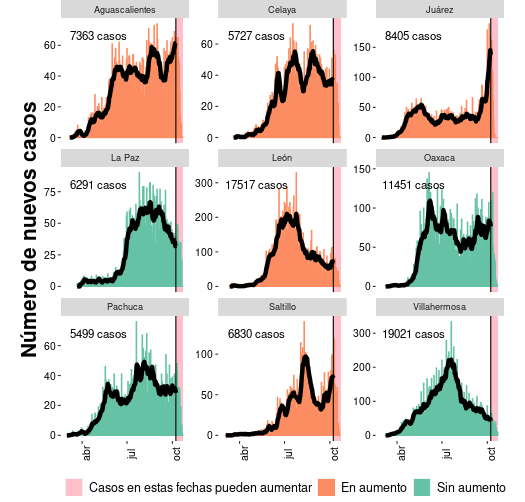 Número de nuevos casos
Aguascalientes
7363 casos
60
40
20
0
Celaya
5727 casos
60
40
20
0
Juárez
8405 casos
150
100
50
0
La Paz
6291 casos
75
50
25
0
León
17517 casos
300
200
100
0
Oaxaca
11451 casos
150
100
50
0
Pachuca
5499 casos
60
40
20
0
Saltillo
6830 casos
100
50
0
Villahermosa
19021 casos
300
200
100
0
abr jul oct
abr jul oct
abr jul oct
Casos en estas fechas pueden aumentar En aumento Sin aumento